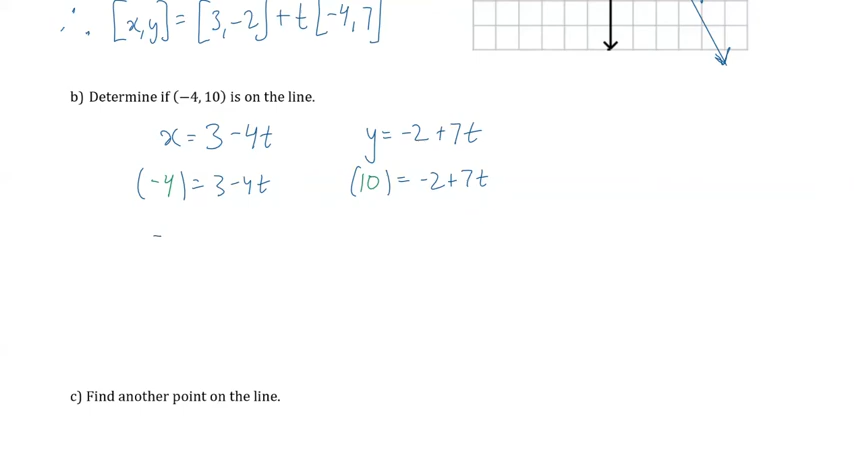 ∴ [x,y] = [3,-2] + t[-4,7]
b) Determine if (−4, 10) is on the line.
x = 3 - 4t y = -2 + 7t
(-4) = 3 - 4t (10) = -2 + 7t
-
c) Find another point on the line.